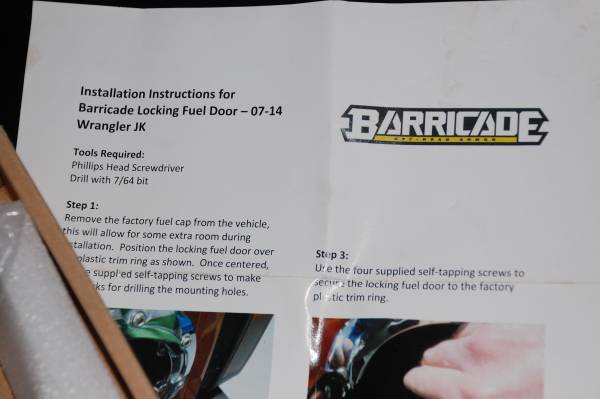 Installation Instructions for
Barricade Locking Fuel Door – 07-14
Wrangler JK
Tools Required:
Phillips Head Screwdriver
Drill with 7/64 bit
Step 1:
Remove the factory fuel cap from the vehicle,
this will allow for some extra room during
Position the locking fuel door over
plastic trim ring as shown. Once centered,
supplied self-tapping screws to make
for drilling the mounting holes.
BARRICADE
OFF-ROAD ARMOR
Step 3:
Use the four supplied self-tapping screws to
secure the locking fuel door to the factory
plastic trim ring.